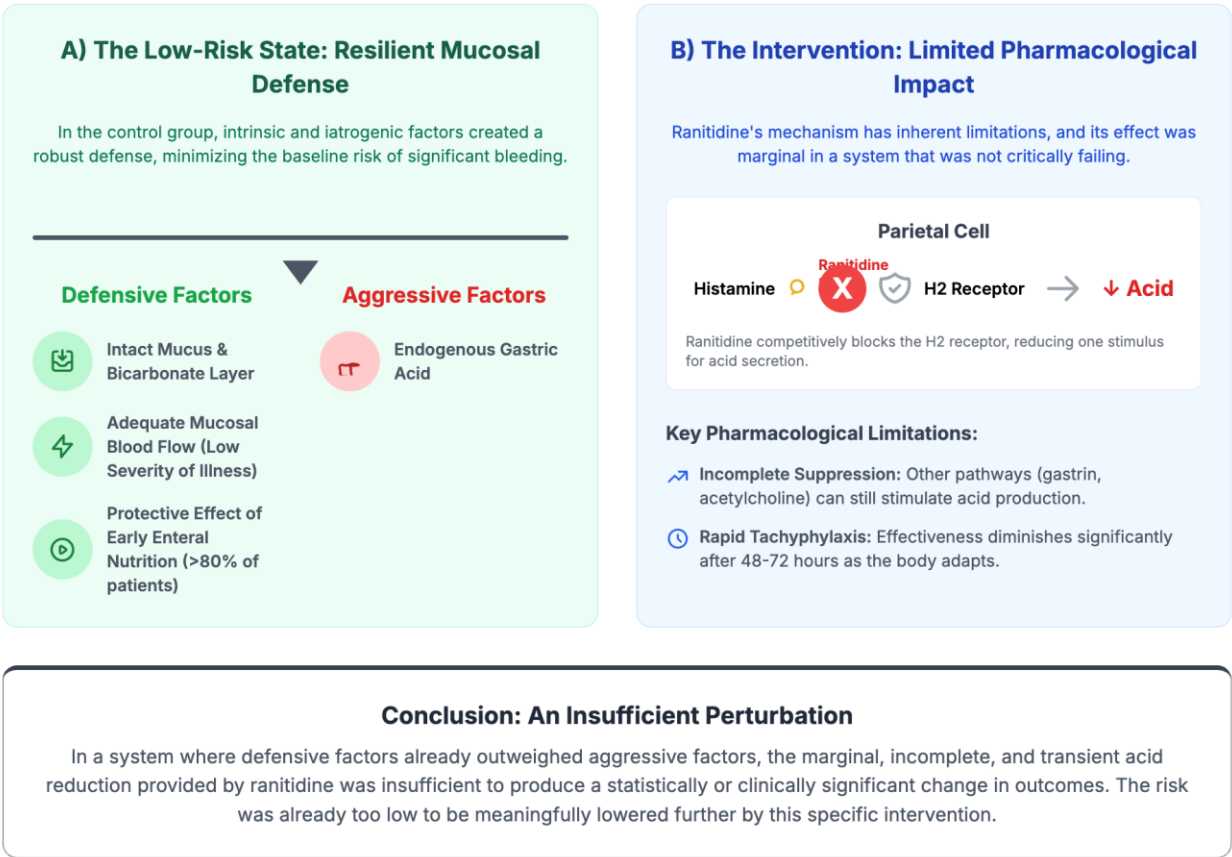 A) The Low-Risk State: Resilient Mucosal
Defense
In the control group, intrinsic and iatrogenic factors created a
robust defense, minimizing the baseline risk of significant bleeding.
Defensive Factors
Intact Mucus &
Bicarbonate Layer
Adequate Mucosal
Blood Flow (Low
Severity of Illness)
Protective Effect of
Early Enteral
Nutrition (>80% of
patients)
Aggressive Factors
Endogenous Gastric
Acid
B) The Intervention: Limited Pharmacological
Impact
Ranitidine's mechanism has inherent limitations, and its effect was
marginal in a system that was not critically failing.
Parietal Cell
Ranitidine
Histamine X H2 Receptor → ↓ Acid
Ranitidine competitively blocks the H2 receptor, reducing one stimulus
for acid secretion.
Key Pharmacological Limitations:
Incomplete Suppression: Other pathways (gastrin,
acetylcholine) can still stimulate acid production.
Rapid Tachyphylaxis: Effectiveness diminishes significantly
after 48-72 hours as the body adapts.
Conclusion: An Insufficient Perturbation
In a system where defensive factors already outweighed aggressive factors, the marginal, incomplete, and transient acid
reduction provided by ranitidine was insufficient to produce a statistically or clinically significant change in outcomes. The risk
was already too low to be meaningfully lowered further by this specific intervention.